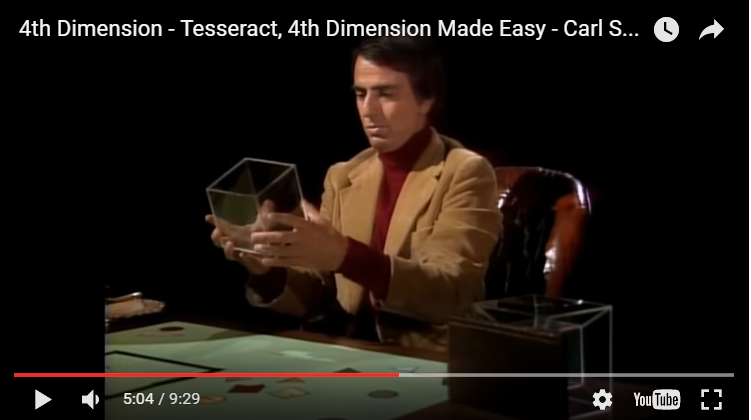 4th Dimension - Tesseract, 4th Dimension Made Easy - Carl S...
5:04 / 9:29
YouTube